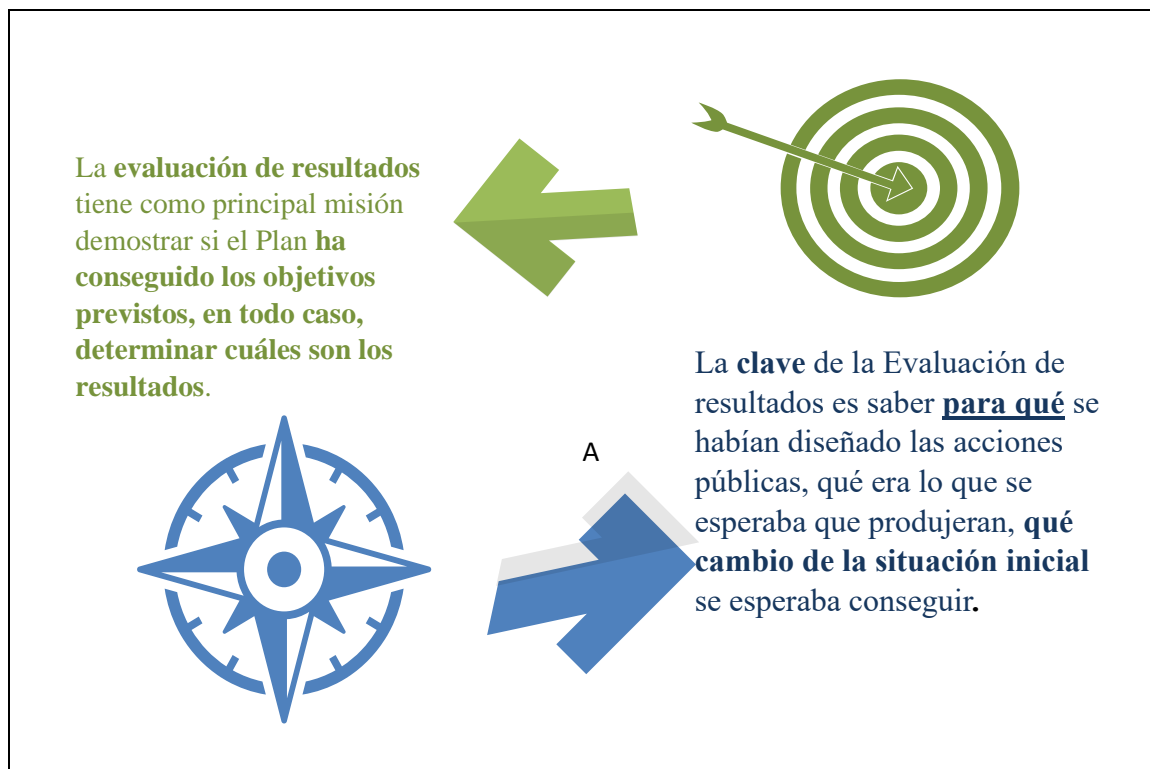 La evaluación de resultados
tiene como principal misión
demostrar si el Plan ha
conseguido los objetivos
previstos, en todo caso,
determinar cuáles son los
resultados.
La clave de la Evaluación de
resultados es saber para qué se
habían diseñado las acciones
públicas, qué era lo que se
esperaba que produjeran, qué
cambio de la situación inicial
se esperaba conseguir.
A